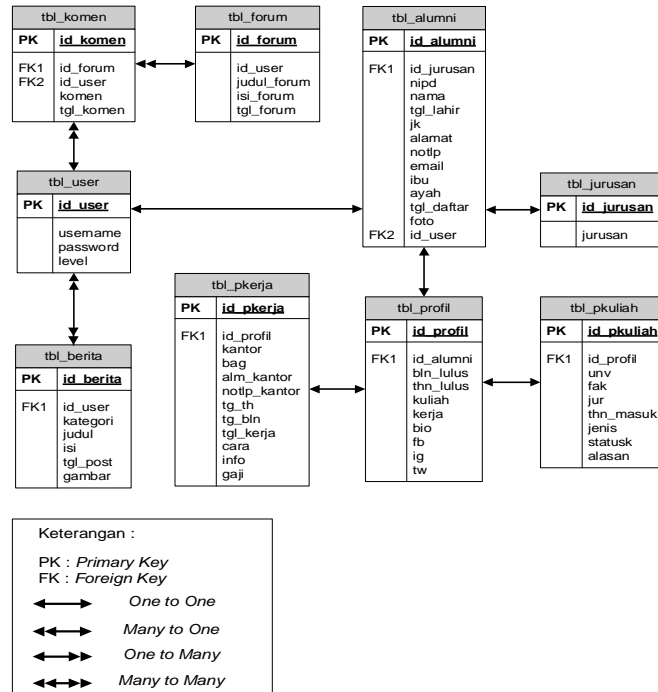 tbl_komen
PK id_komen
FK1 id_forum
FK2 id_user
komen
tgl_komen
tbl_forum
PK id_forum
id_user
judul_forum
isi_forum
tgl_forum
tbl_alumni
PK id_alumni
FK1 id_jurusan
nipd
nama
tgl_lahir
jk
alamat
notlp
email
ibu
ayah
tgl_daftar
foto
FK2 id_user
tbl_user
PK id_user
username
password
level
tbl_jurusan
PK id_jurusan
jurusan
tbl_berita
PK id_berita
FK1 id_user
kategori
judul
isi
tgl_post
gambar
tbl_pkerja
PK id_pkerja
FK1 id_profil
kantor
bag
alm_kantor
notlp_kantor
tg_th
tg_bln
tgl_kerja
cara
info
gaji
tbl_profil
PK id_profil
FK1 id_alumni
bln_lulus
thn_lulus
kuliah
kerja
bio
fb
ig
tw
tbl_pkuliah
PK id_pkuliah
FK1 id_profil
unv
fak
jur
thn_masuk
jenis
statusk
alasan
Keterangan :
PK : Primary Key
FK : Foreign Key
One to One
Many to One
One to Many
Many to Many